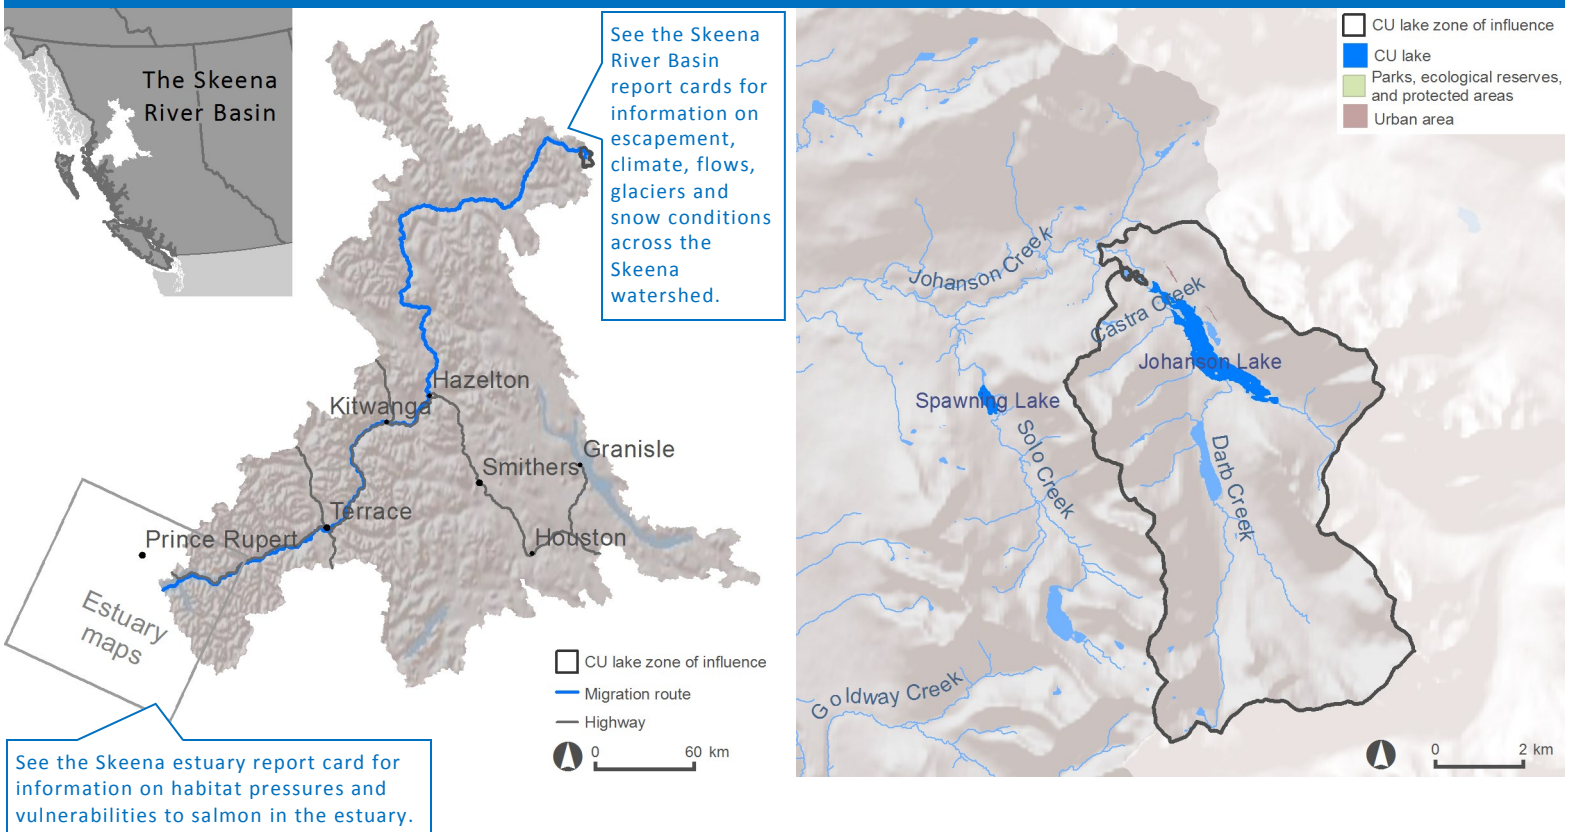 The Skeena
River Basin
See the Skeena
River Basin
report cards for
information on
escapement,
climate, flows,
glaciers and
snow conditions
across the
Skeena
watershed.
Hazelton
Kitwanga
Granisle
Smithers
Terrace
Prince Rupert
Houston
Estuary
maps
CU lake zone of influence
Migration route
Highway
0 60 km
See the Skeena estuary report card for
information on habitat pressures and
vulnerabilities to salmon in the estuary.
CU lake zone of influence
CU lake
Parks, ecological reserves,
and protected areas
Urban area
Johanson Creek
Castra Creek
Johanson Lake
Spawning Lake
Solo Creek
Darb Creek
Goldway Creek
0 2 km